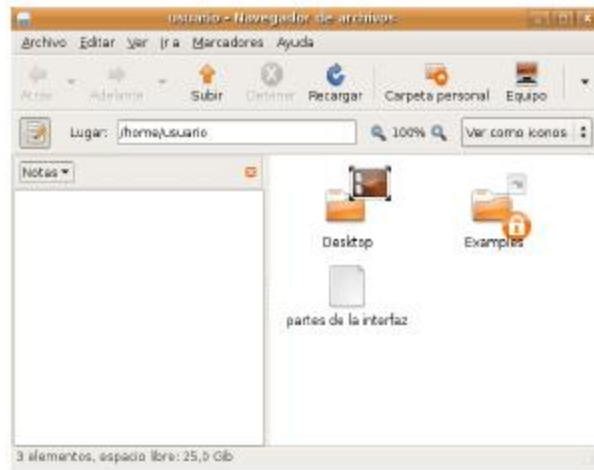 usuario - Navegador de archivos
Archivo Editar Ver Ir a Marcadores Ayuda
Atrás Adelante Subir Detener Recargar Carpeta personal Equipo
Lugar: /home/usuario 100% Ver como iconos
Notas
Desktop Examples
partes de la interfaz
3 elementos, espacio libre: 25,0 Gib